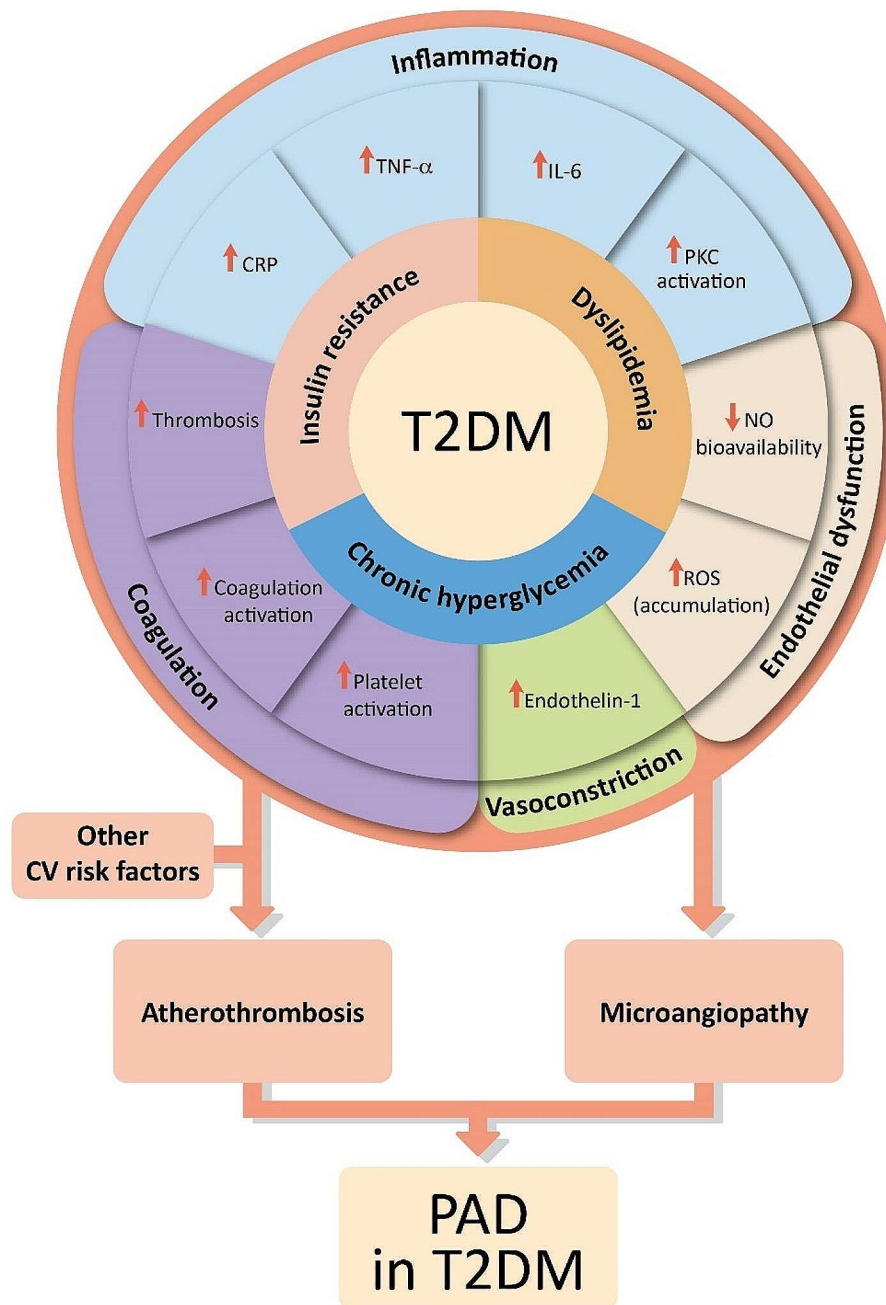 Inflammation
↑TNF-α
↑IL-6
↑CRP
↑PKC
activation
Insulin resistance
Dyslipidemia
T2DM
Chronic hyperglycemia
↑Thrombosis
↓NO
bioavailability
↑Coagulation
activation
↑ROS
(accumulation)
Endothelial dysfunction
Coagulation
↑Platelet
activation
↑Endothelin-1
Vasoconstriction
Other
CV risk factors
Atherothrombosis
Microangiopathy
PAD
in T2DM